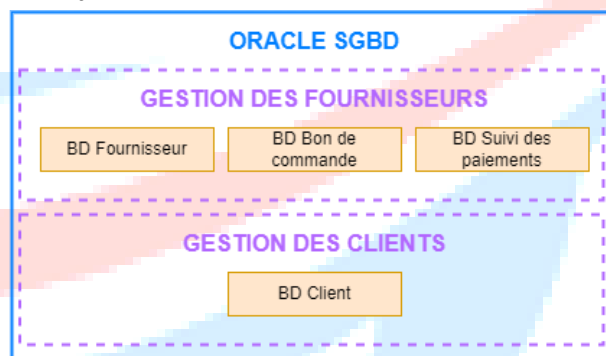 ORACLE SGBD
GESTION DES FOURNISSEURS
BD Fournisseur
BD Bon de
commande
BD Suivi des
paiements
GESTION DES CLIENTS
BD Client